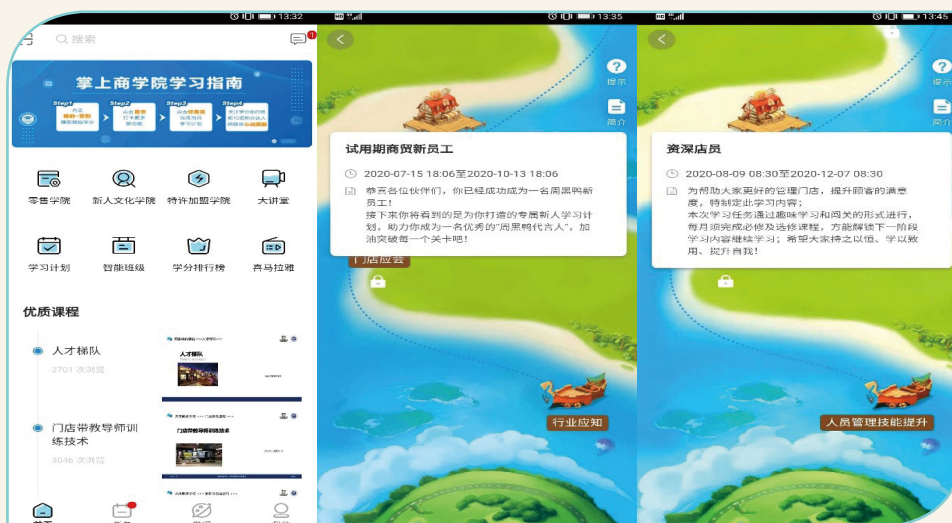 13:32
搜索
1
掌上商学院学习指南
Step1
Step2
Step3
Step4
零售学院
新人文化学院
特许加盟学院
大讲堂
学习计划
智能班级
学分排行榜
喜马拉雅
优质课程
人才梯队
2701 次浏览
人才梯队
门店带教导师训
练技术
3046 次浏览
门店带教导师训练技术
13:35
提示
简介
试用期商贸新员工
2020-07-15 18:06至2020-10-13 18:06
恭喜各位伙伴们，你已经成功成为一名周黑鸭新
员工！
接下来你将看到的是为你打造的专属新人学习计
划，助力你成为一名优秀的"周黑鸭代言人"，加
油突破每一个关卡吧！
门店应会
行业应知
13:45
提示
简介
资深店员
2020-08-09 08:30至2020-12-07 08:30
为帮助大家更好的管理门店，提升顾客的满意
度，特制定此学习内容；
本次学习任务通过趣味学习和闯关的形式进行，
每月须完成必修及选修课程，方能解锁下一阶段
学习内容继续学习；希望大家持之以恒、学以致
用、提升自我！
人员管理技能提升